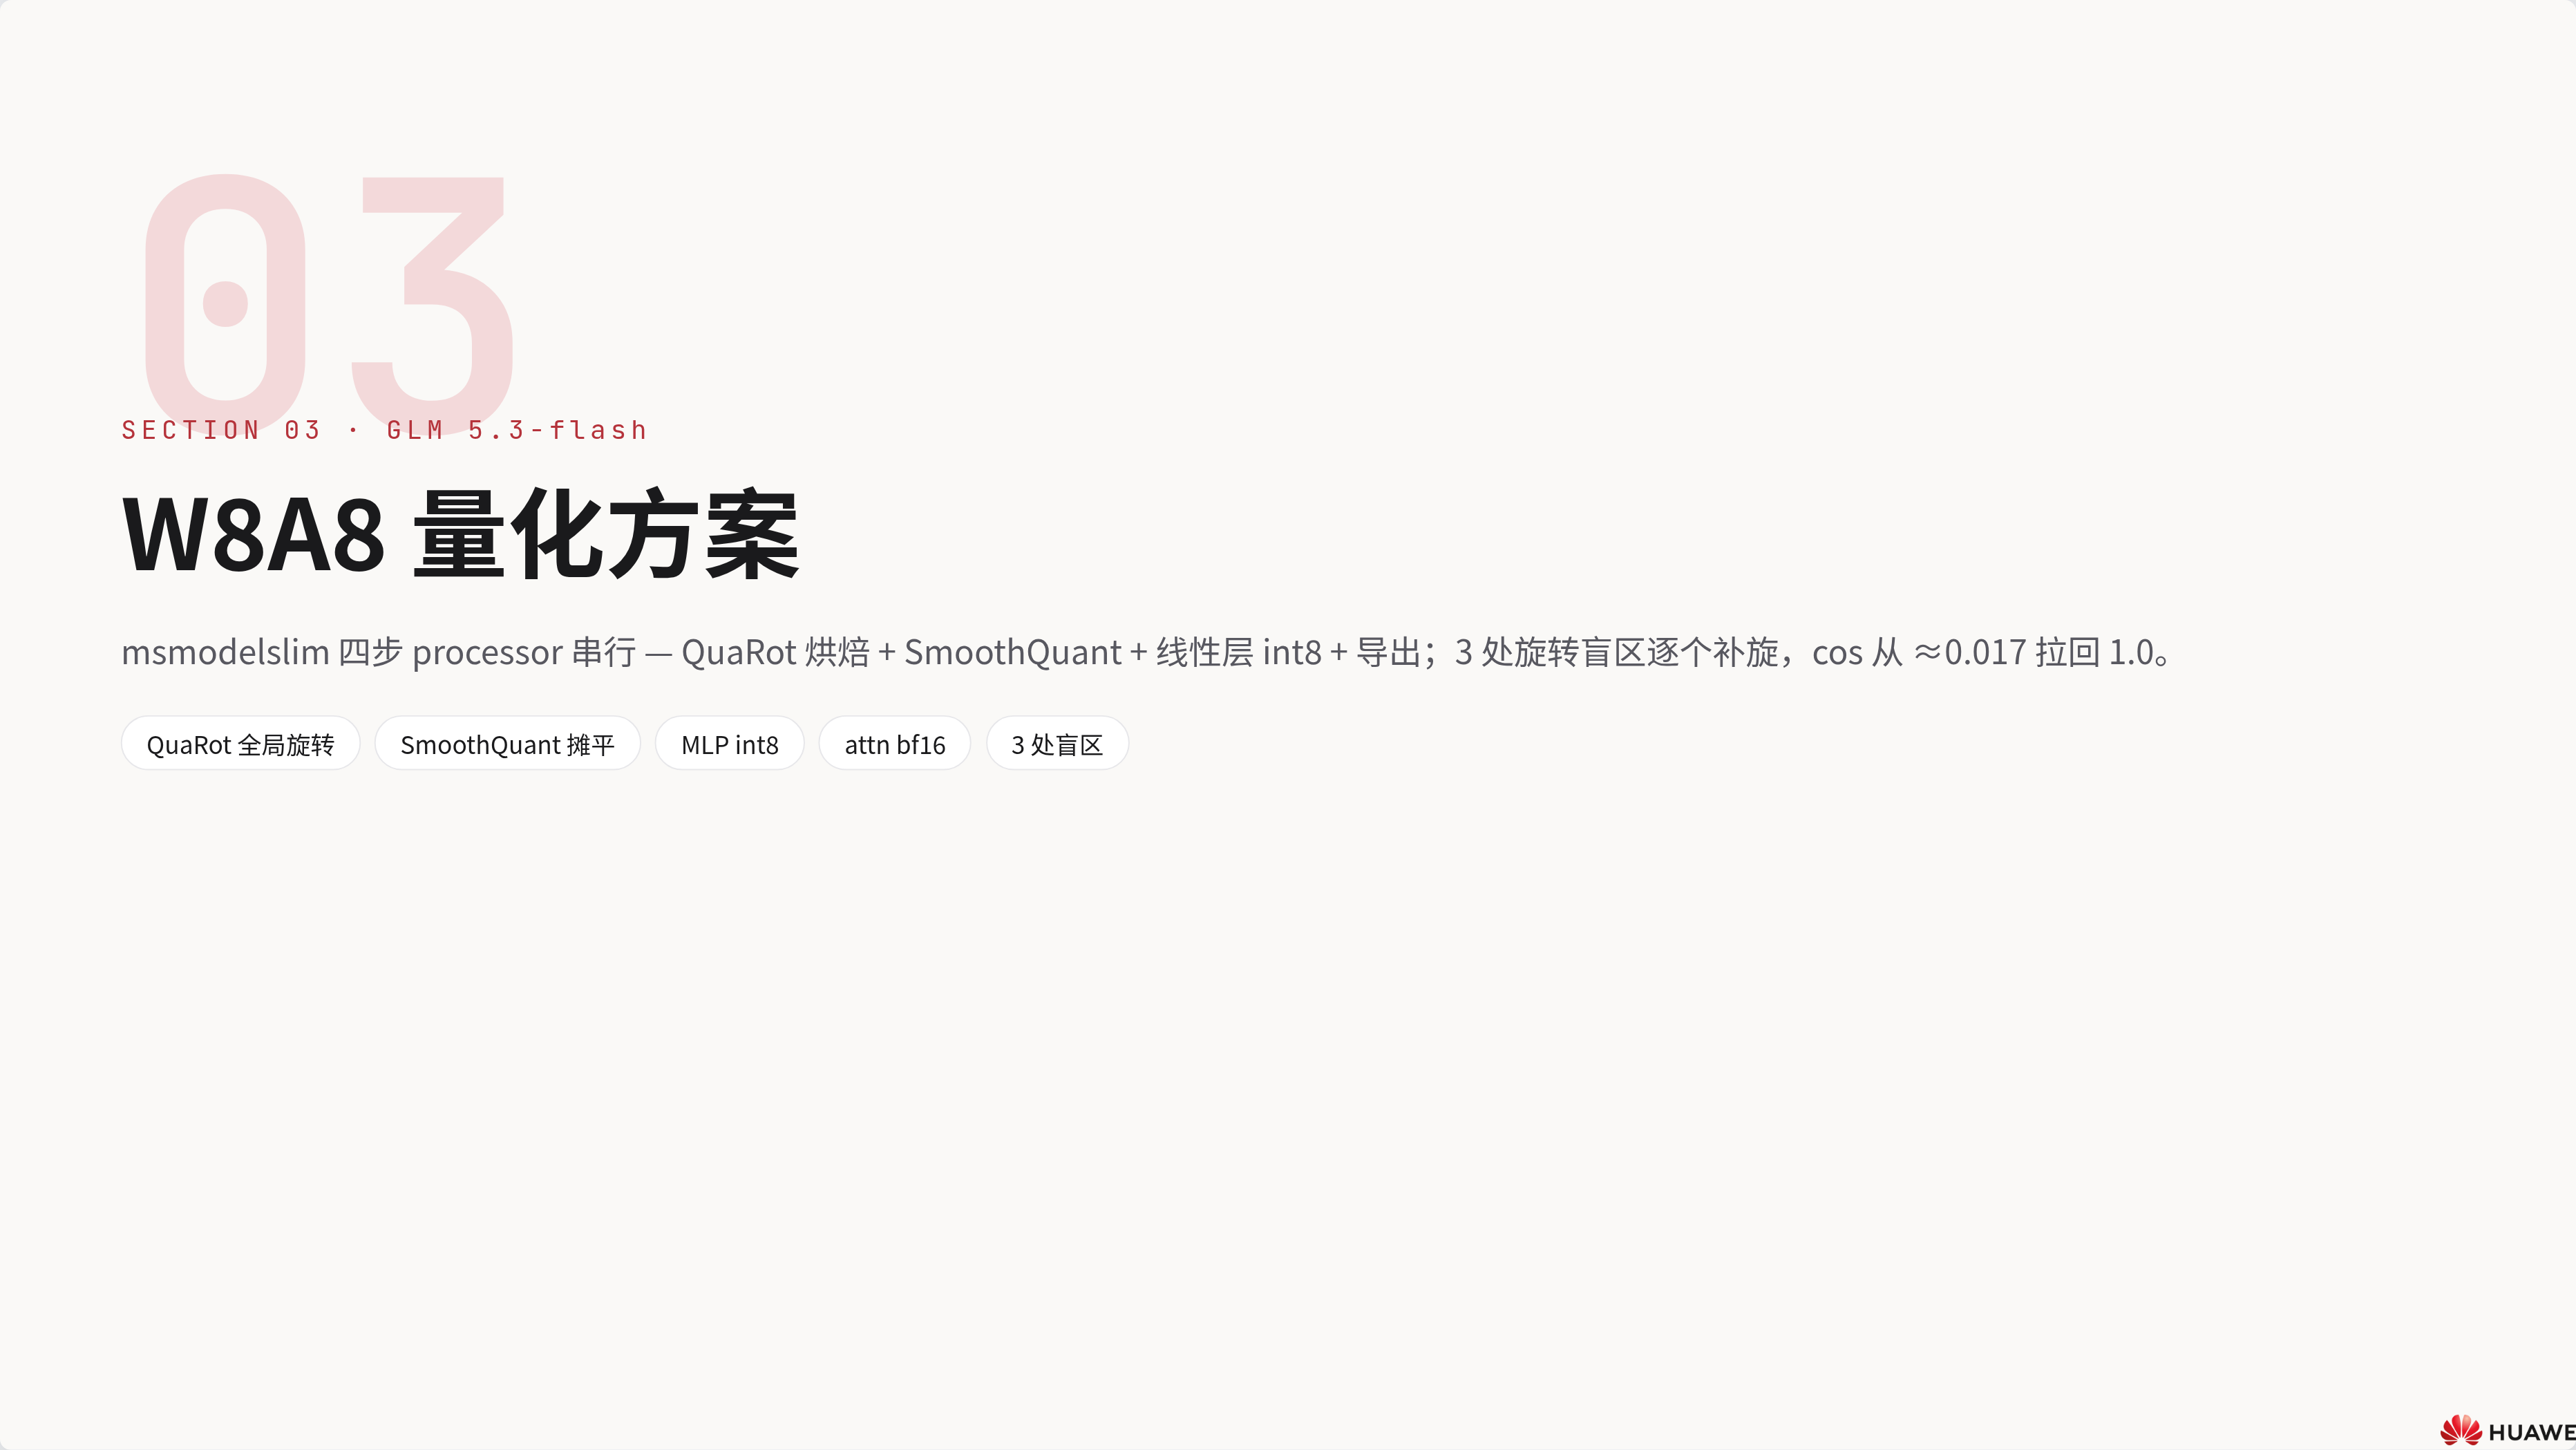 03
SECTION 03 · GLM 5.3-flash
W8A8 量化方案
msmodelslim 四步 processor 串行 — QuaRot 烘焙 + SmoothQuant + 线性层 int8 + 导出；3 处旋转盲区逐个补旋，cos 从 ≈0.017 拉回 1.0。
QuaRot 全局旋转
SmoothQuant 摊平
MLP int8
attn bf16
3 处盲区
HUAWE